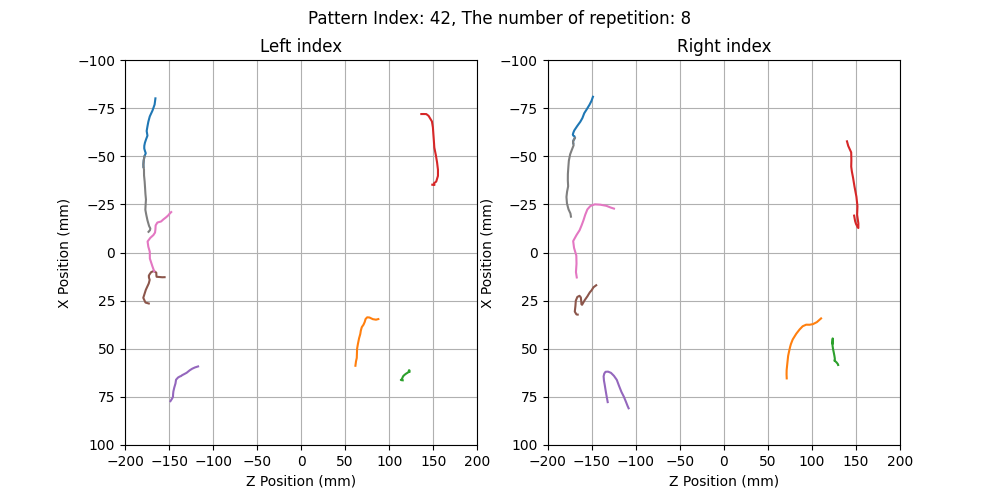 Pattern Index: 42, The number of repetition: 8
Left index
Right index
−100
−75
−50
−25
0
25
50
75
100
−200 −150 −100 −50 0 50 100 150 200
X Position (mm)
Z Position (mm)
−100
−75
−50
−25
0
25
50
75
100
−200 −150 −100 −50 0 50 100 150 200
X Position (mm)
Z Position (mm)